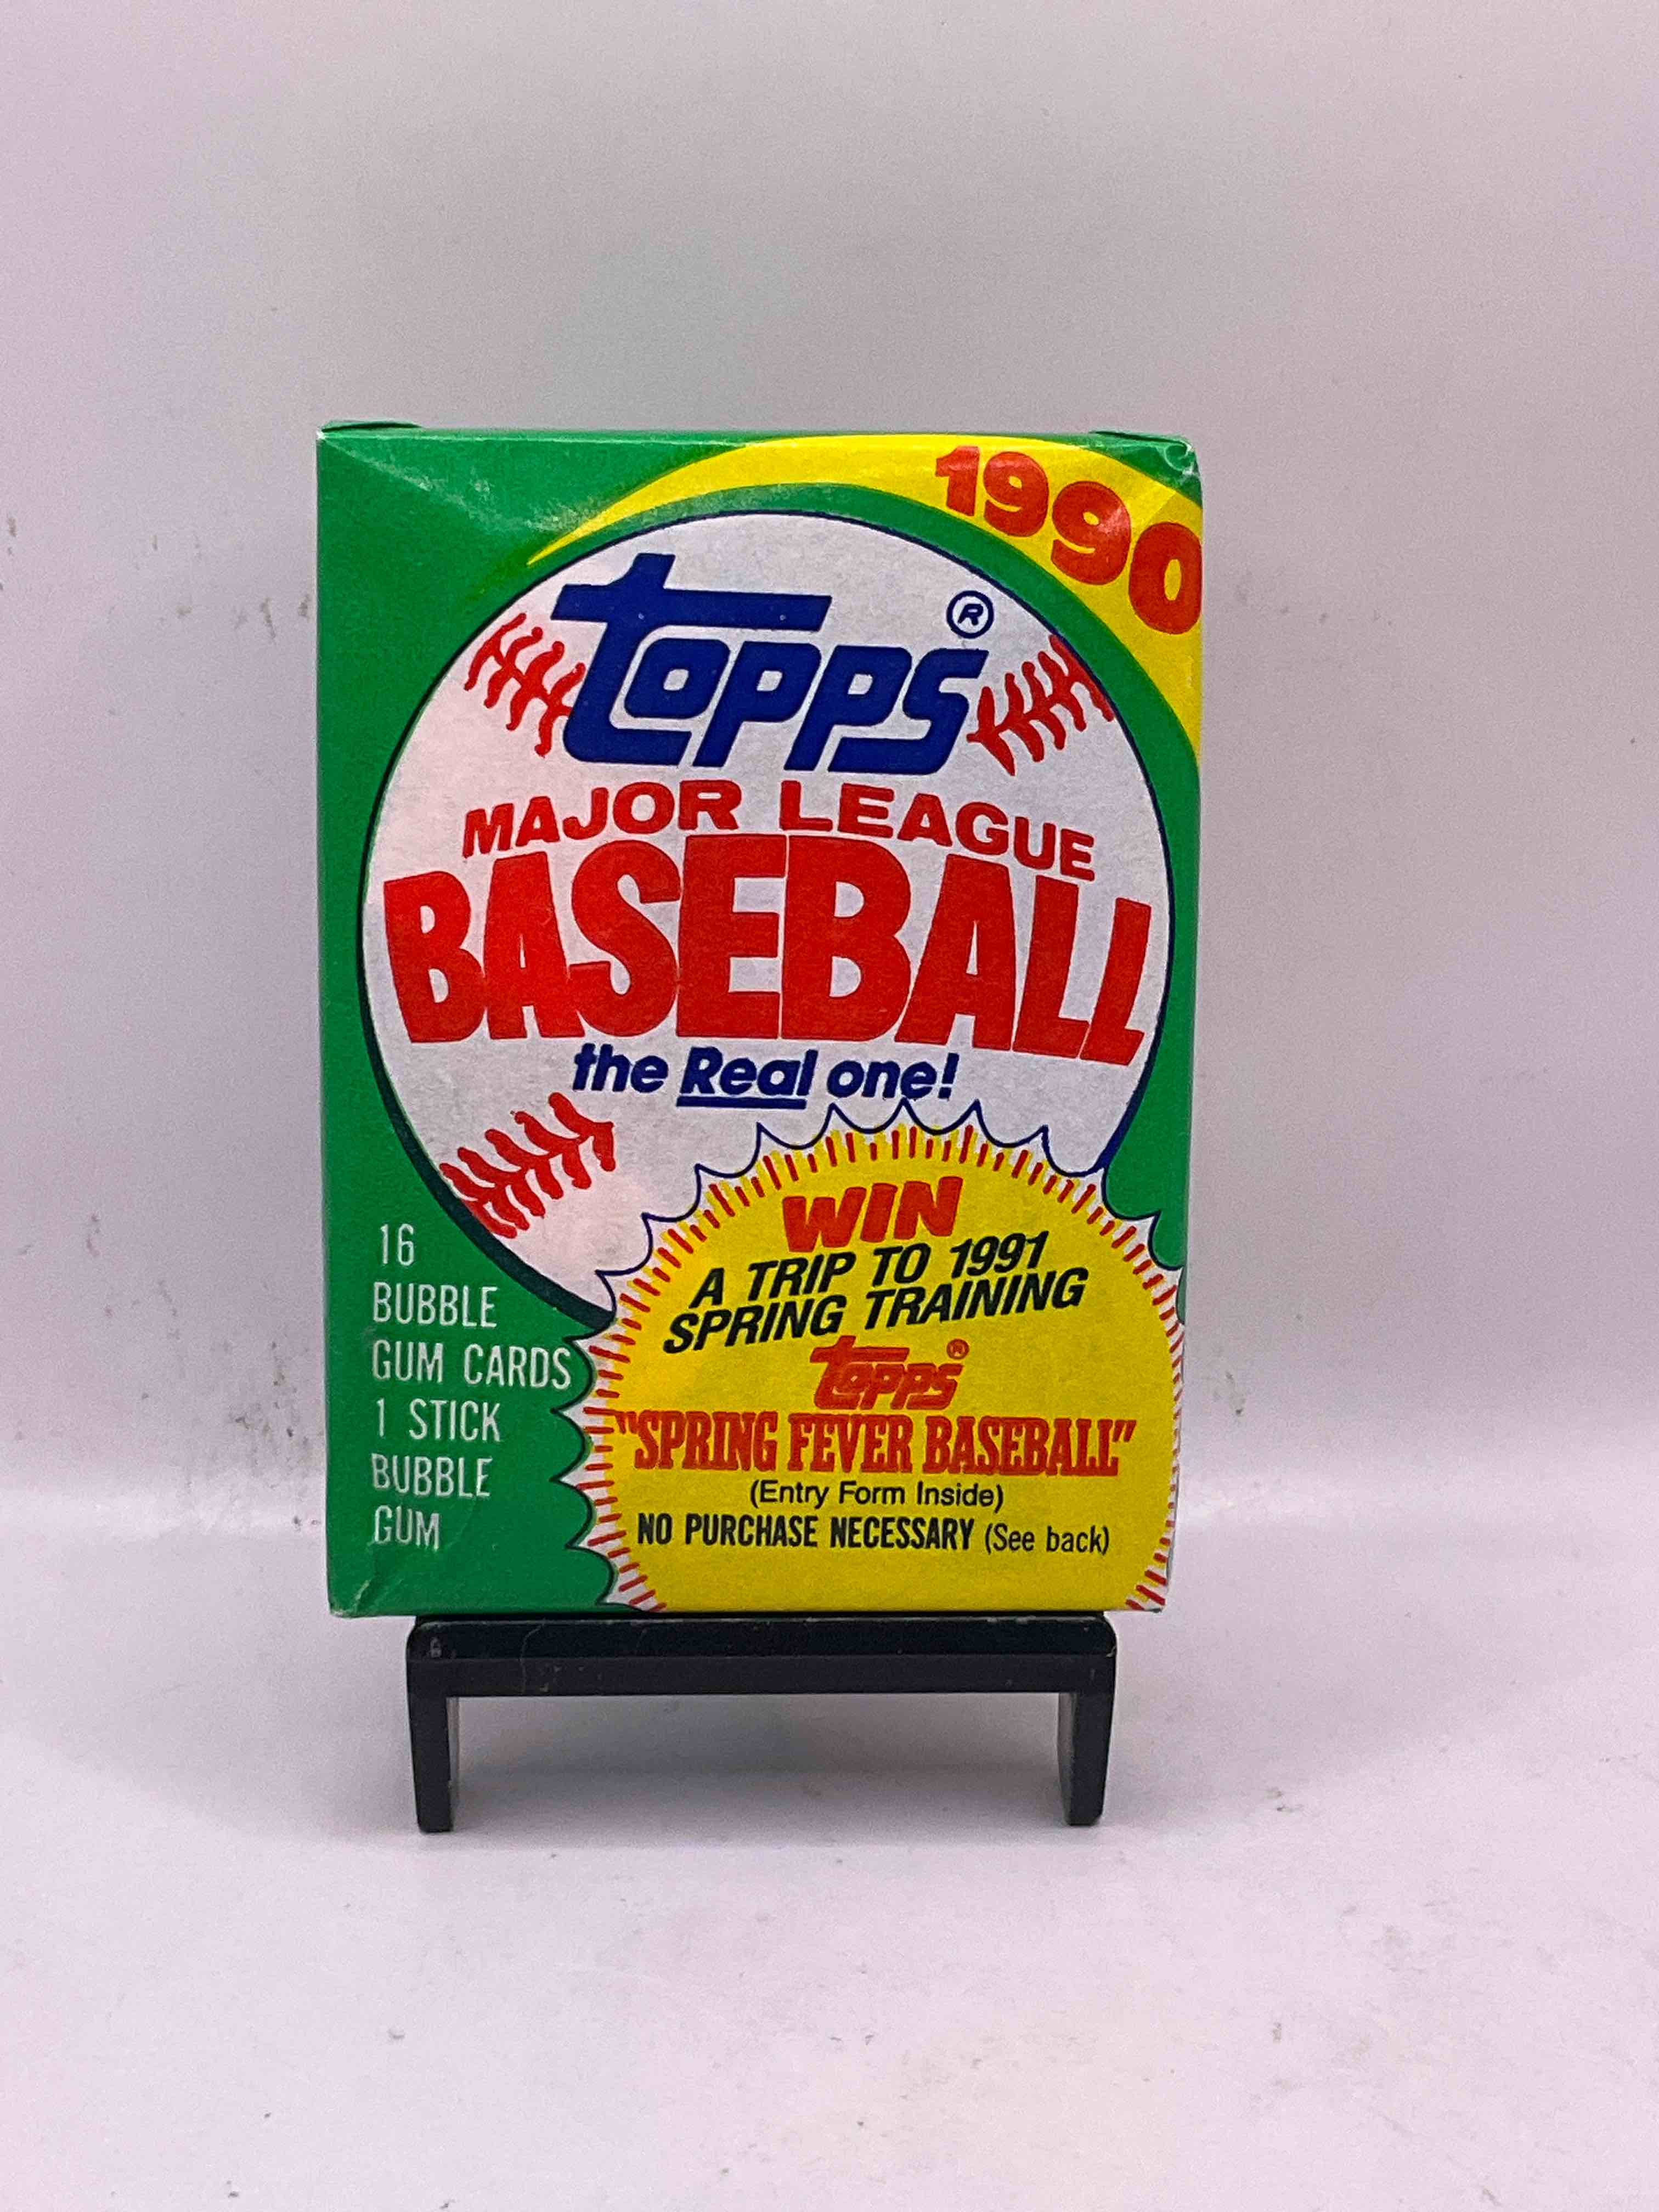 1990
Topps®
MAJOR LEAGUE
BASEBALL
the Real one!
16
BUBBLE
GUM CARDS
1 STICK
BUBBLE
GUM
WIN
A TRIP TO 1991
SPRING TRAINING
Topps®
"SPRING FEVER BASEBALL"
(Entry Form Inside)
NO PURCHASE NECESSARY (See back)